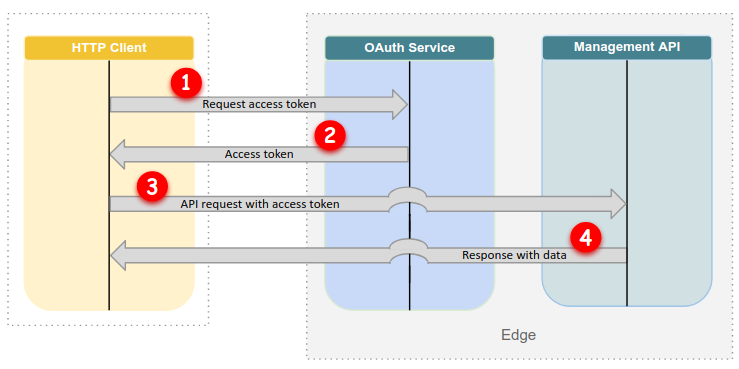 HTTP Client
OAuth Service
Management API
1
Request access token
2
Access token
3
API request with access token
4
Response with data
Edge